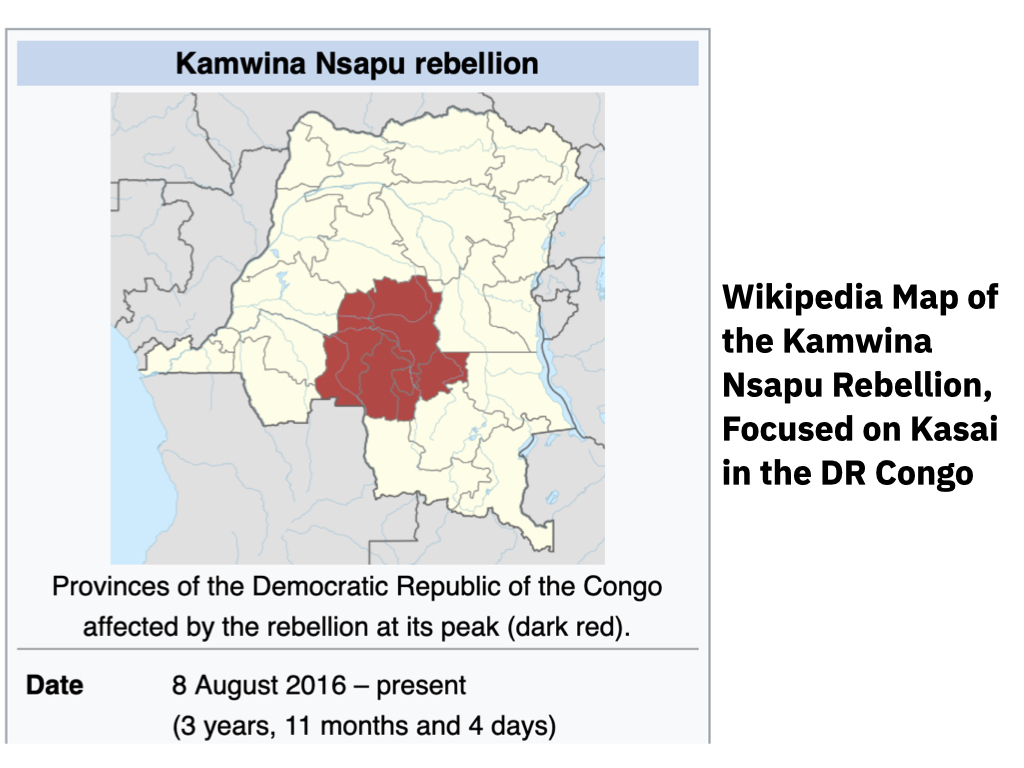 Kamwina Nsapu rebellion
Provinces of the Democratic Republic of the Congo
affected by the rebellion at its peak (dark red).
Date 8 August 2016 – present
(3 years, 11 months and 4 days)
Wikipedia Map of
the Kamwina
Nsapu Rebellion,
Focused on Kasai
in the DR Congo